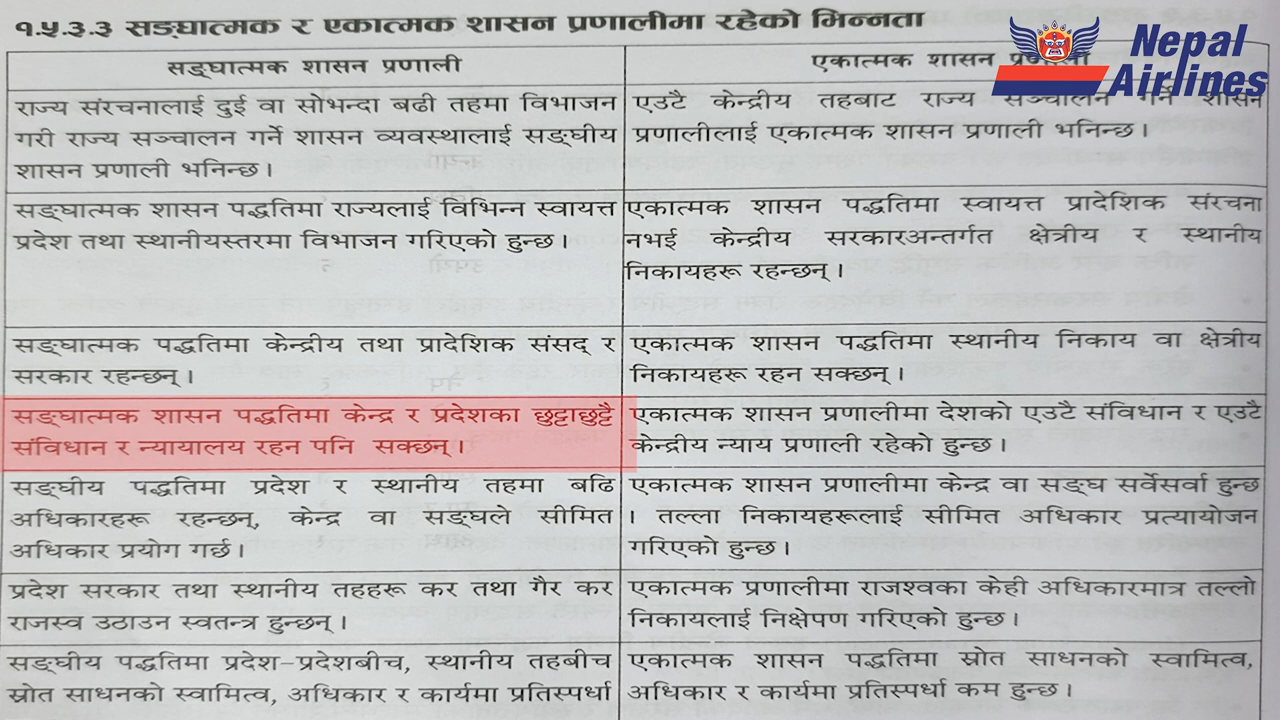 १.५.३.३ सङ्घात्मक र एकात्मक शासन प्रणालीमा रहेको भिन्नता
Nepal
Airlines
सङ्घात्मक शासन प्रणाली
एकात्मक शासन प्रणाली
राज्य संरचनालाई दुई वा सोभन्दा बढी तहमा विभाजन
गरी राज्य सञ्चालन गर्ने शासन व्यवस्थालाई सङ्घीय
शासन प्रणाली भनिन्छ।
एउटै केन्द्रीय तहबाट राज्य सञ्चालन गर्ने शासन
प्रणालीलाई एकात्मक शासन प्रणाली भनिन्छ।
सङ्घात्मक शासन पद्धतिमा राज्यलाई विभिन्न स्वायत्त
प्रदेश तथा स्थानीयस्तरमा विभाजन गरिएको हुन्छ।
एकात्मक शासन पद्धतिमा स्वायत्त प्रादेशिक संरचना
नभई केन्द्रीय सरकारअन्तर्गत क्षेत्रीय र स्थानीय
निकायहरू रहन्छन्।
सङ्घात्मक पद्धतिमा केन्द्रीय तथा प्रादेशिक संसद् र
सरकार रहन्छन्।
एकात्मक शासन पद्धतिमा स्थानीय निकाय वा क्षेत्रीय
निकायहरू रहन सक्छन्।
सङ्घात्मक शासन पद्धतिमा केन्द्र र प्रदेशका छुट्टाछुट्टै
संविधान र न्यायालय रहन पनि सक्छन्।
एकात्मक शासन प्रणालीमा देशको एउटै संविधान र एउटै
केन्द्रीय न्याय प्रणाली रहेको हुन्छ।
सङ्घीय पद्धतिमा प्रदेश र स्थानीय तहमा बढि
अधिकारहरू रहन्छन्, केन्द्र वा सङ्घले सीमित
अधिकार प्रयोग गर्छ।
एकात्मक शासन प्रणालीमा केन्द्र वा सङ्घ सर्वेसर्वा हुन्छ
। तल्ला निकायहरूलाई सीमित अधिकार प्रत्यायोजन
गरिएको हुन्छ।
प्रदेश सरकार तथा स्थानीय तहहरू कर तथा गैर कर
राजस्व उठाउन स्वतन्त्र हुन्छन्।
एकात्मक प्रणालीमा राजश्वका केही अधिकारमात्र तल्लो
निकायलाई निक्षेपण गरिएको हुन्छ।
सङ्घीय पद्धतिमा प्रदेश-प्रदेशबीच, स्थानीय तहबीच
स्रोत साधनको स्वामित्व, अधिकार र कार्यमा प्रतिस्पर्धा
एकात्मक शासन पद्धतिमा स्रोत साधनको स्वामित्व,
अधिकार र कार्यमा प्रतिस्पर्धा कम हुन्छ।